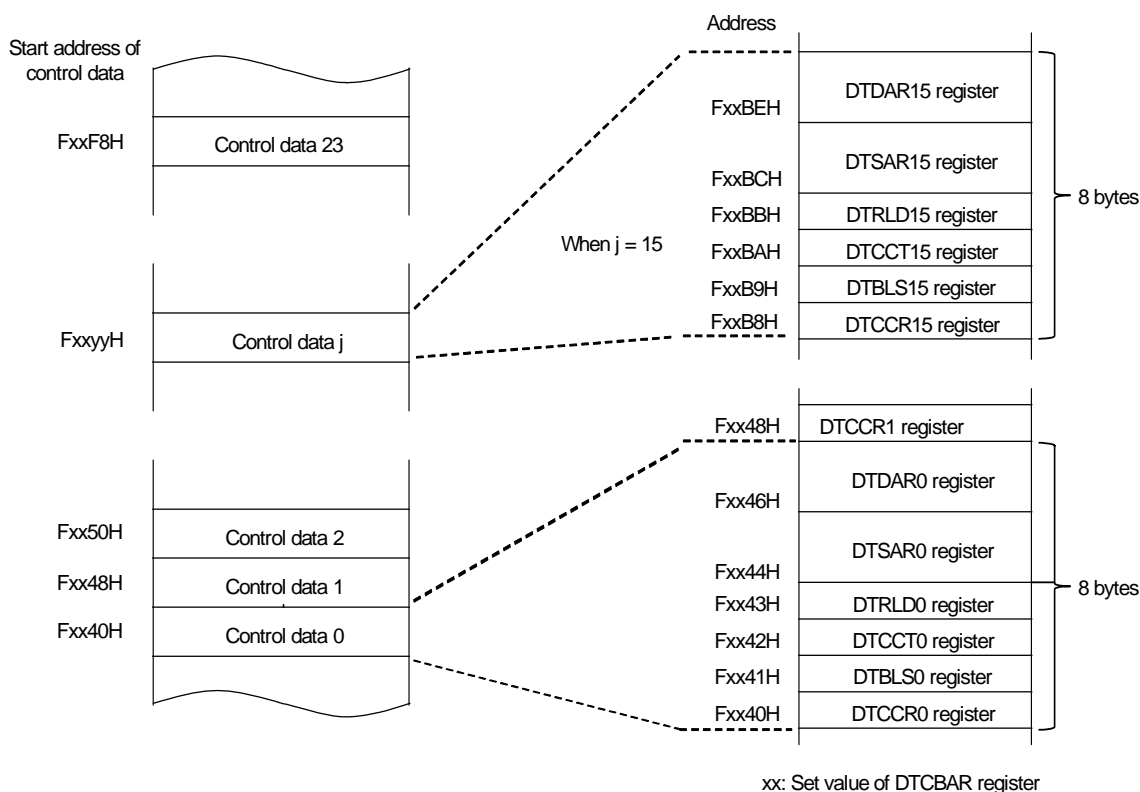 Start address of
control data
FxxF8H
Control data 23
FxxyyH
Control data j
Fxx50H
Control data 2
Fxx48H
Control data 1
Fxx40H
Control data 0
When j = 15
Address
FxxBEH
DTDAR15 register
FxxBCH
DTSAR15 register
FxxBBH
DTRLD15 register
FxxBAH
DTCCT15 register
FxxB9H
DTBLS15 register
FxxB8H
DTCCR15 register
8 bytes
Fxx48H
DTCCR1 register
Fxx46H
DTDAR0 register
Fxx44H
DTSAR0 register
Fxx43H
DTRLD0 register
Fxx42H
DTCCT0 register
Fxx41H
DTBLS0 register
Fxx40H
DTCCR0 register
8 bytes
xx: Set value of DTCBAR register